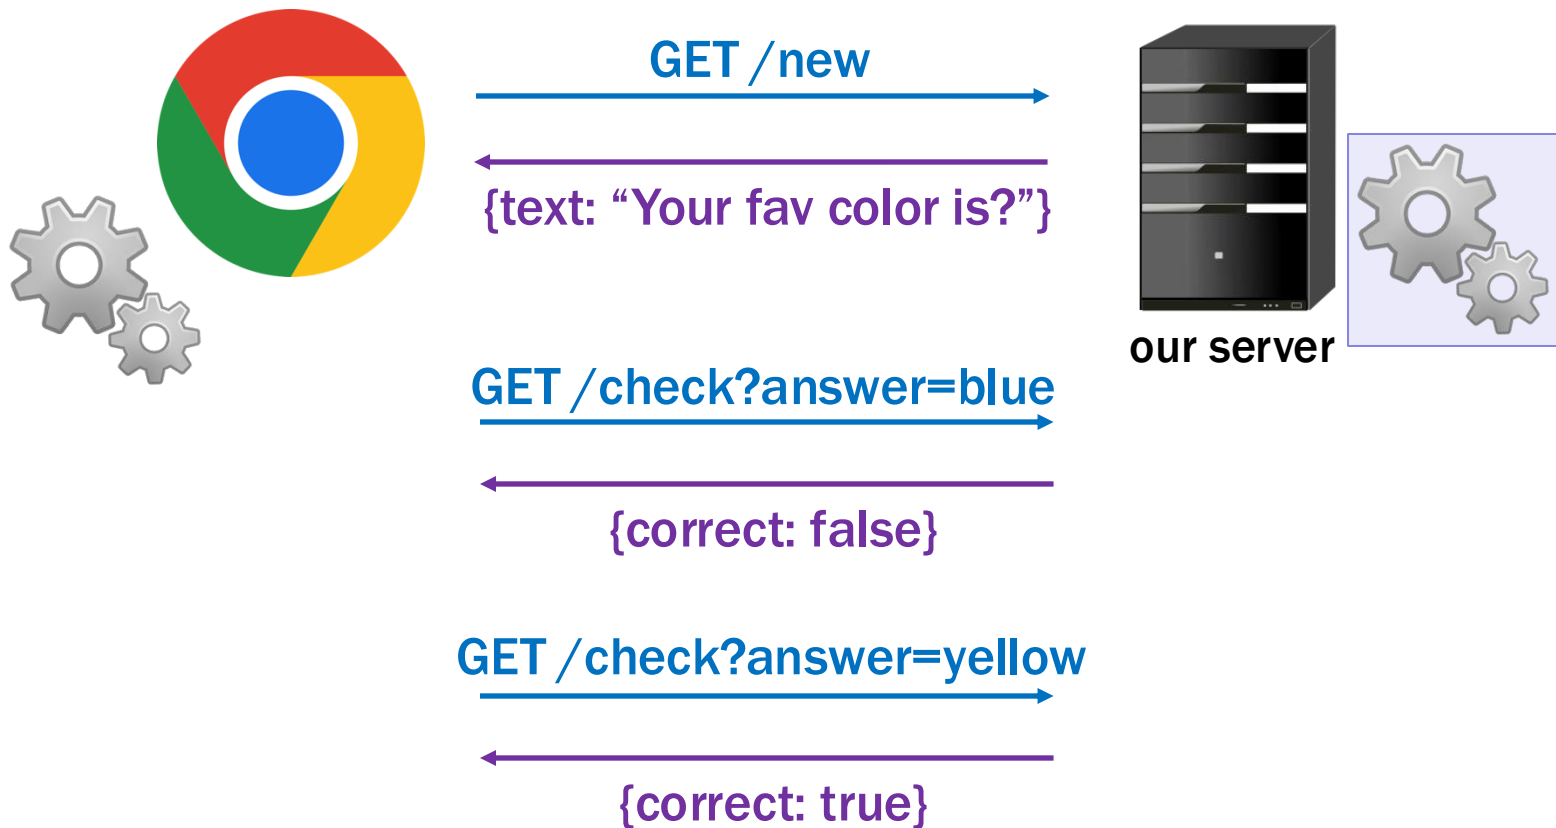 GET /new
{text: “Your fav color is?”}
our server
GET /check?answer=blue
{correct: false}
GET /check?answer=yellow
{correct: true}